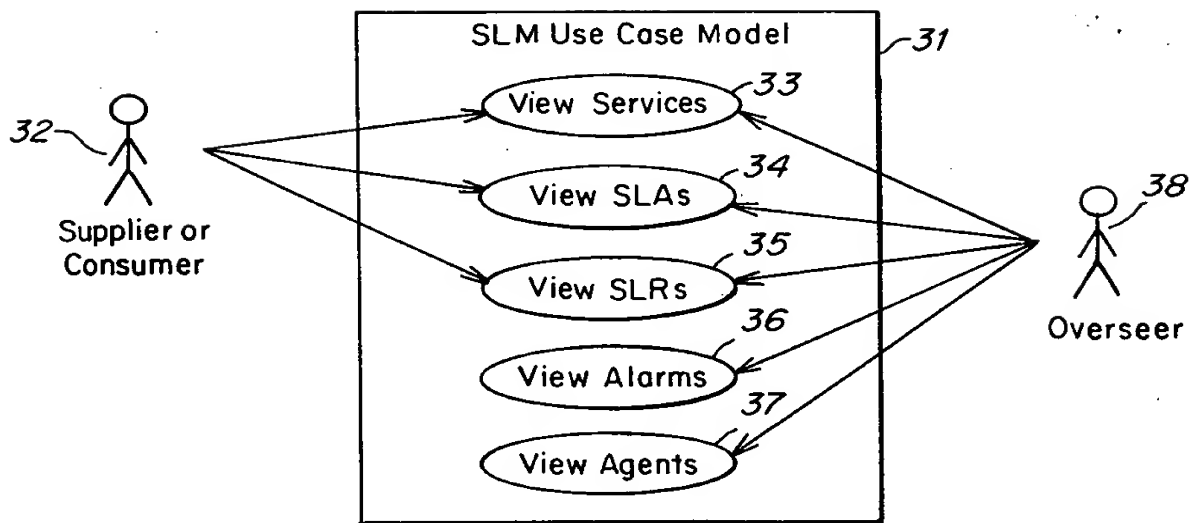 SLM Use Case Model
31
View Services
33
32
Supplier or
Consumer
View SLAs
34
View SLRs
35
38
Overseer
View Alarms
36
View Agents
37